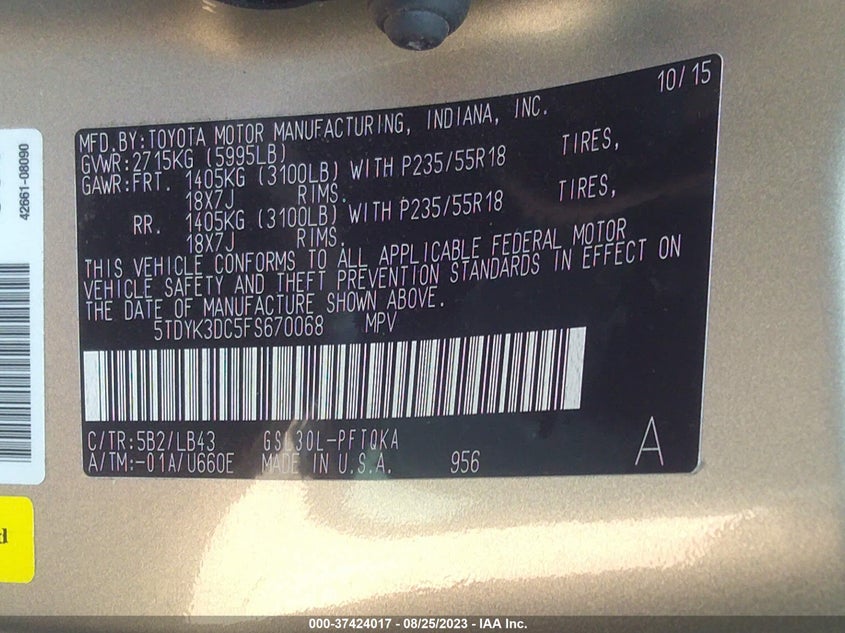 10/15
MFD.BY:TOYOTA MOTOR MANUFACTURING, INDIANA, INC.
GVWR:2715KG (5995LB)
GAWR:FRT. 1405KG (3100LB) WITH P235/55R18 TIRES,
18X7J RIMS.
RR. 1405KG (3100LB) WITH P235/55R18 TIRES,
18X7J RIMS.
THIS VEHICLE CONFORMS TO ALL APPLICABLE FEDERAL MOTOR
VEHICLE SAFETY AND THEFT PREVENTION STANDARDS IN EFFECT ON
THE DATE OF MANUFACTURE SHOWN ABOVE.
5TDYK3DC5FS670068 MPV
C/TR:5B2/LB43 GSL30L-PFTQKA
A/TM:-01A/U660E MADE IN U.S.A. 956
A
42661-08090
000-37424017 - 08/25/2023 - IAA Inc.